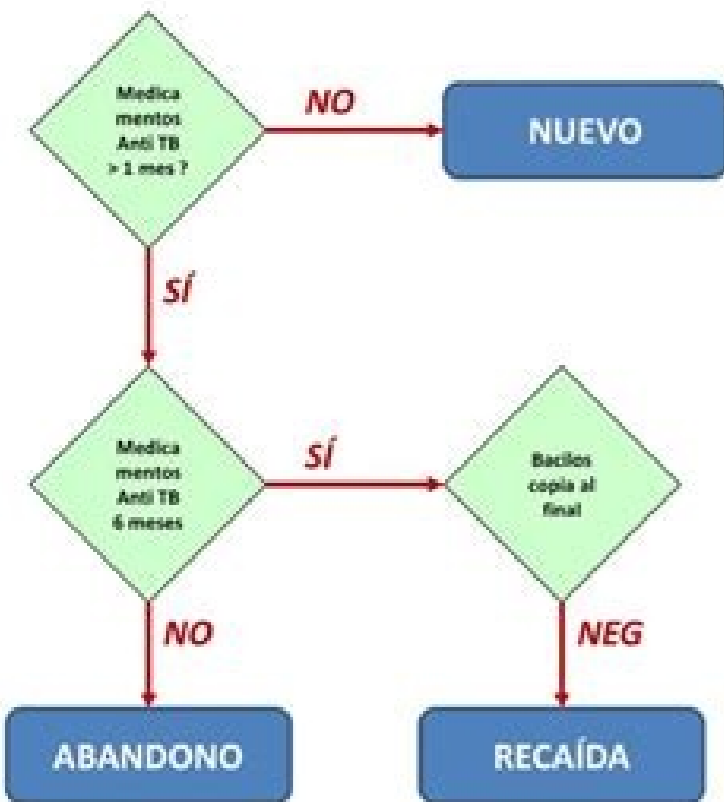 Medica
mentos
Anti TB
> 1 mes ?
NO
NUEVO
SÍ
Medica
mentos
Anti TB
6 meses
SÍ
Bacilos
copia al
final
NO
NEG
ABANDONO
RECAÍDA